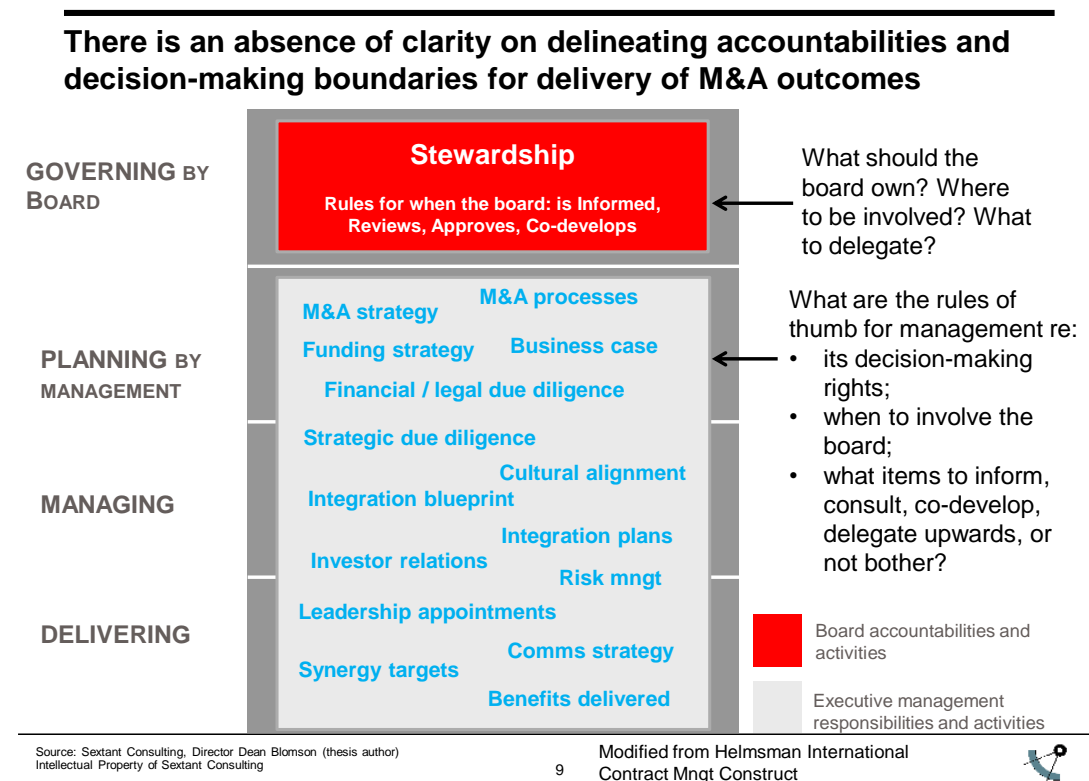 There is an absence of clarity on delineating accountabilities and
decision-making boundaries for delivery of M&A outcomes
GOVERNING BY
BOARD
Stewardship
Rules for when the board: is Informed,
Reviews, Approves, Co-develops
What should the
board own? Where
to be involved? What
to delegate?
PLANNING BY
MANAGEMENT
MANAGING
DELIVERING
M&A processes
M&A strategy
Funding strategy
Business case
Financial / legal due diligence
Strategic due diligence
Cultural alignment
Integration blueprint
Integration plans
Investor relations
Risk mngt
Leadership appointments
Comms strategy
Synergy targets
Benefits delivered
What are the rules of
thumb for management re:
• its decision-making
rights;
• when to involve the
board;
• what items to inform,
consult, co-develop,
delegate upwards, or
not bother?
Board accountabilities and
activities
Executive management
responsibilities and activities
Source: Sextant Consulting, Director Dean Blomson (thesis author)
Intellectual Property of Sextant Consulting
9
Modified from Helmsman International
Contract Mngt Construct